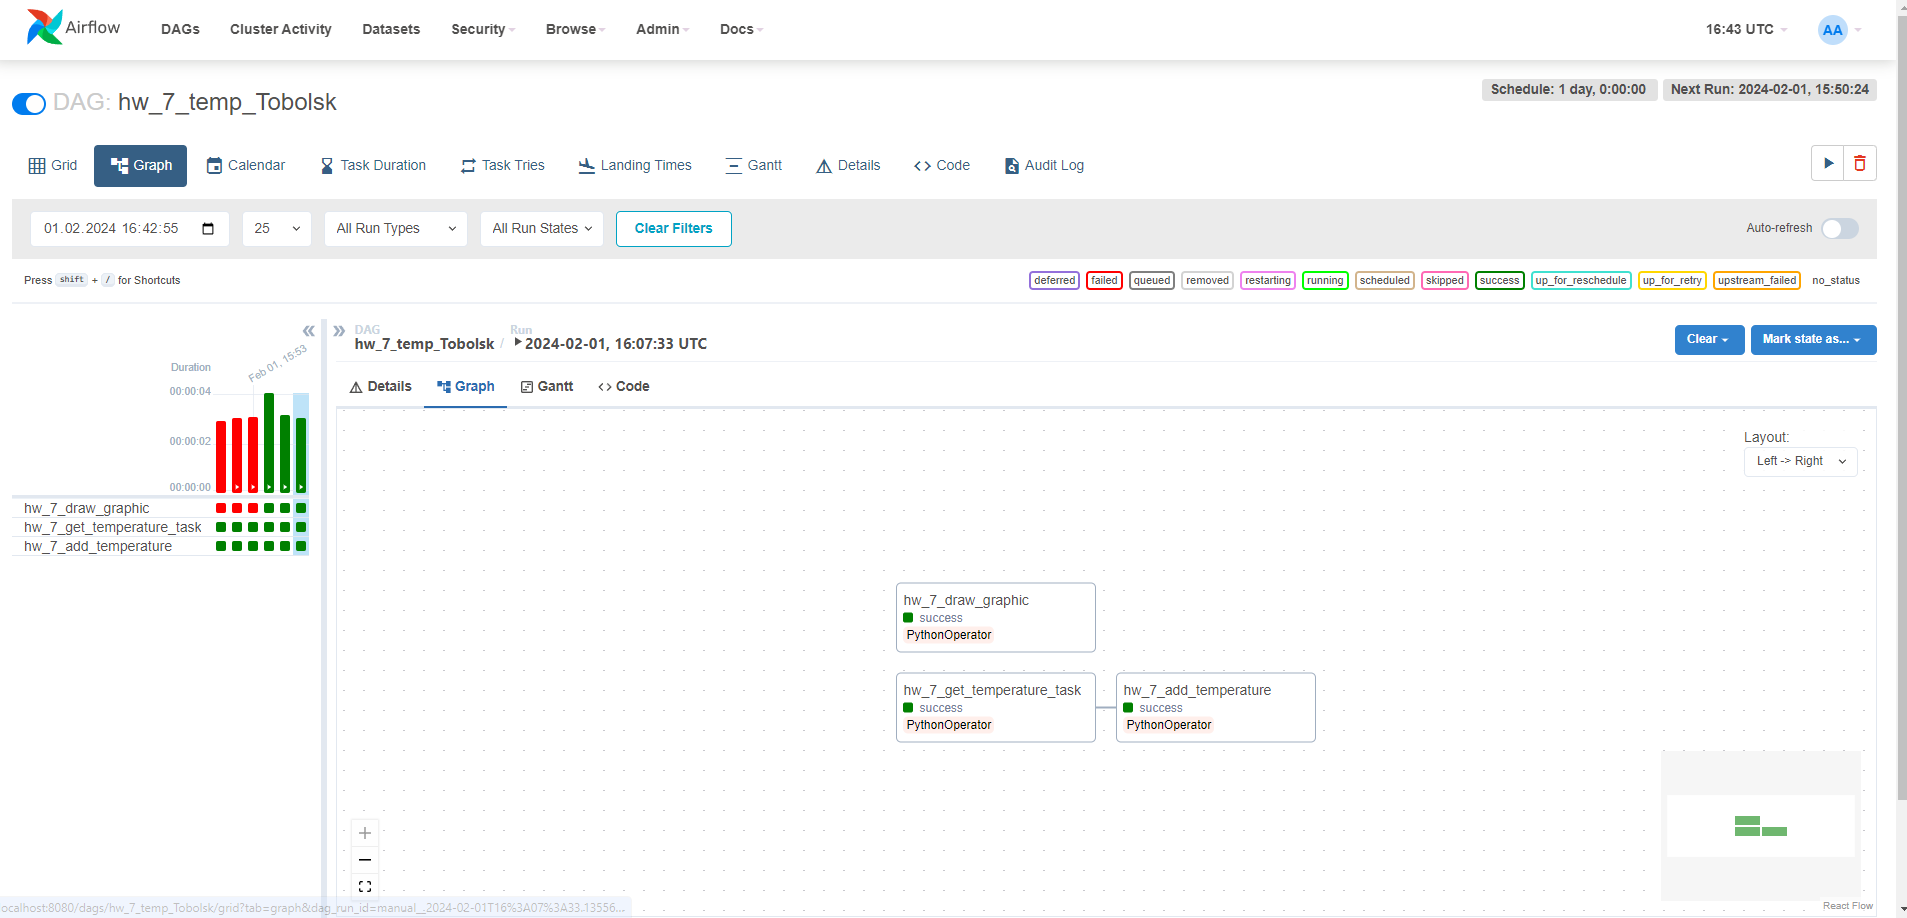 Airflow DAGs Cluster Activity Datasets Security Browse Admin Docs 16:43 UTC AA
DAG: hw_7_temp_Tobolsk
Schedule: 1 day, 0:00:00 Next Run: 2024-02-01, 15:50:24
Grid Graph Calendar Task Duration Task Tries Landing Times Gantt Details Code Audit Log
01.02.2024 16:42:55 25 All Run Types All Run States Clear Filters Auto-refresh
Press shift + / for Shortcuts
deferred failed queued removed restarting running scheduled skipped success up_for_reschedule up_for_retry upstream_failed no_status
Feb 01, 15:53
Duration
00:00:04
00:00:02
00:00:00
hw_7_draw_graphic
hw_7_get_temperature_task
hw_7_add_temperature
DAG
hw_7_temp_Tobolsk
/
Run
2024-02-01, 16:07:33 UTC
Clear Mark state as...
Details Graph Gantt Code
Layout:
Left -> Right
hw_7_draw_graphic
success
PythonOperator
hw_7_get_temperature_task
success
PythonOperator
hw_7_add_temperature
success
PythonOperator
React Flow
ocalhost:8080/dags/hw_7_temp_Tobolsk/grid?tab=graph&dag_run_id=manual__2024-02-01T16%3A07%3A33.13556...